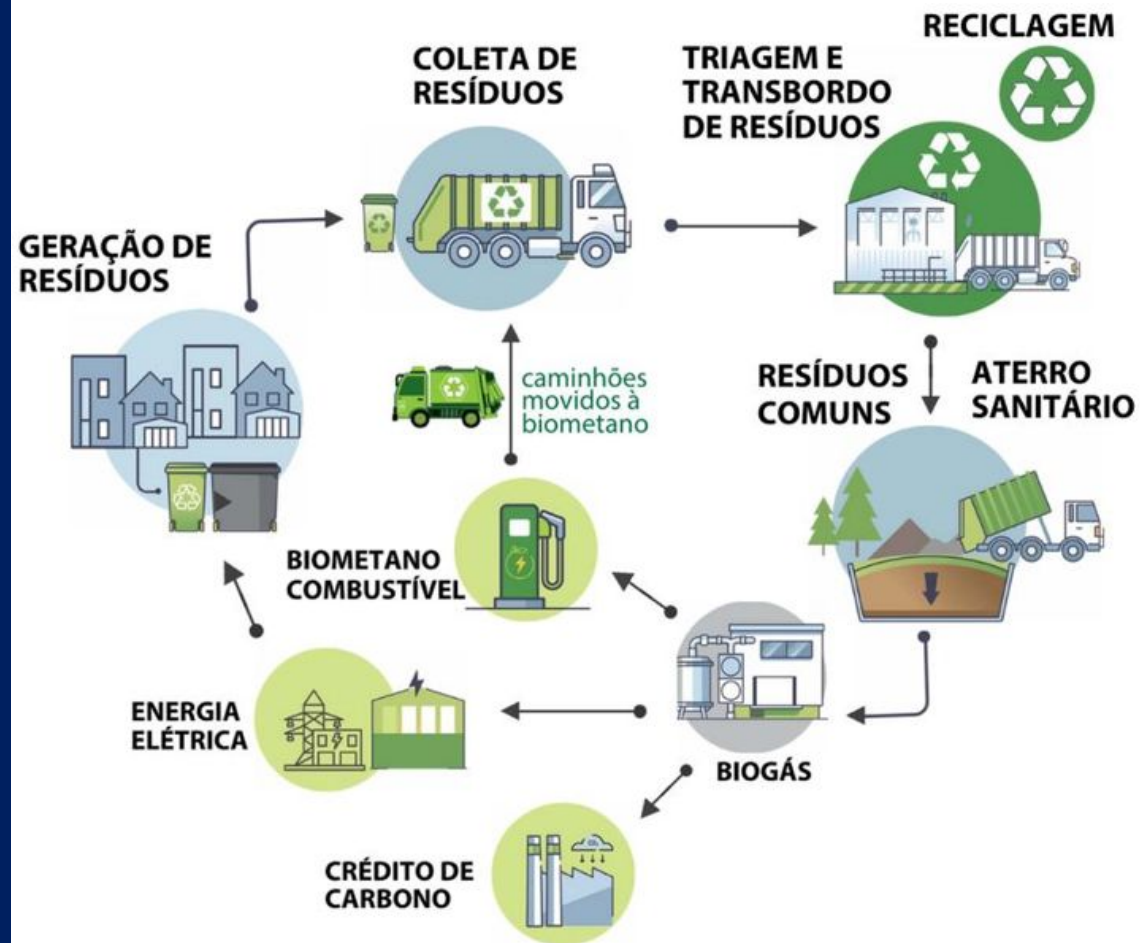 RECICLAGEM
COLETA DE
RESÍDUOS
TRIAGEM E
TRANSBORDO
DE RESÍDUOS
GERAÇÃO DE
RESÍDUOS
caminhões
movidos à
biometano
RESÍDUOS
COMUNS
ATERRO
SANITÁRIO
BIOMETANO
COMBUSTÍVEL
ENERGIA
ELÉTRICA
BIOGÁS
CRÉDITO DE
CARBONO